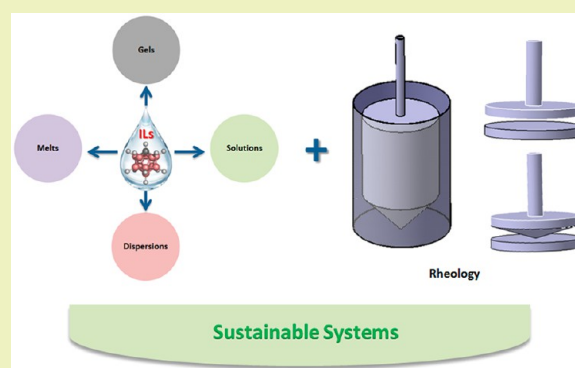 Gels
ILs
Melts
Solutions
+
Dispersions
Rheology
Sustainable Systems